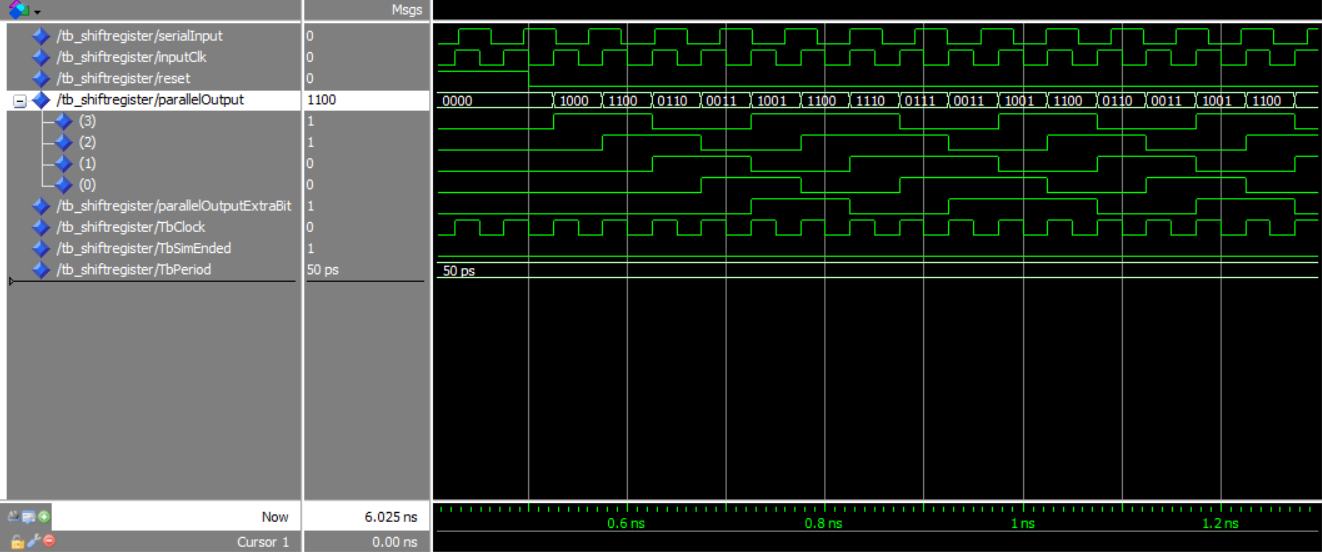 Msgs
/tb_shiftregister/serialInput 0
/tb_shiftregister/inputClk 0
/tb_shiftregister/reset 0
/tb_shiftregister/parallelOutput 1100 0000 1000 1100 0110 0011 1001 1100 1110 0111 0011 1001 1100 0110 0011 1001 1100
(3) 1
(2) 1
(1) 0
(0) 0
/tb_shiftregister/parallelOutputExtraBit 1
/tb_shiftregister/TbClock 0
/tb_shiftregister/TbSimEnded 1
/tb_shiftregister/TbPeriod 50 ps 50 ps
Now 6.025 ns 0.6 ns 0.8 ns 1 ns 1.2 ns
Cursor 1 0.00 ns